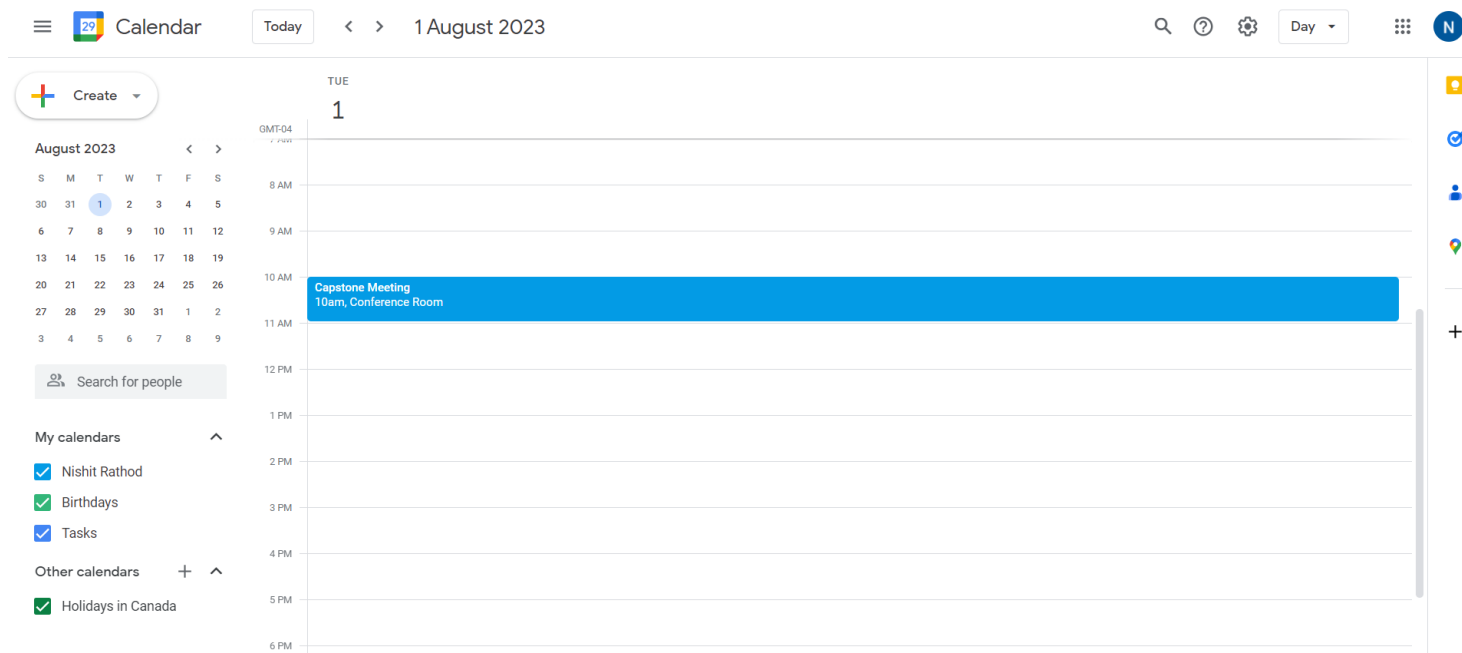 29 Calendar Today 1 August 2023 Day N
Create
August 2023
S M T W T F S
30 31 1 2 3 4 5
6 7 8 9 10 11 12
13 14 15 16 17 18 19
20 21 22 23 24 25 26
27 28 29 30 31 1 2
3 4 5 6 7 8 9
Search for people
My calendars
Nishit Rathod
Birthdays
Tasks
Other calendars
Holidays in Canada
TUE
1
GMT-04
7 AM
8 AM
9 AM
10 AM
Capstone Meeting
10am, Conference Room
11 AM
12 PM
1 PM
2 PM
3 PM
4 PM
5 PM
6 PM